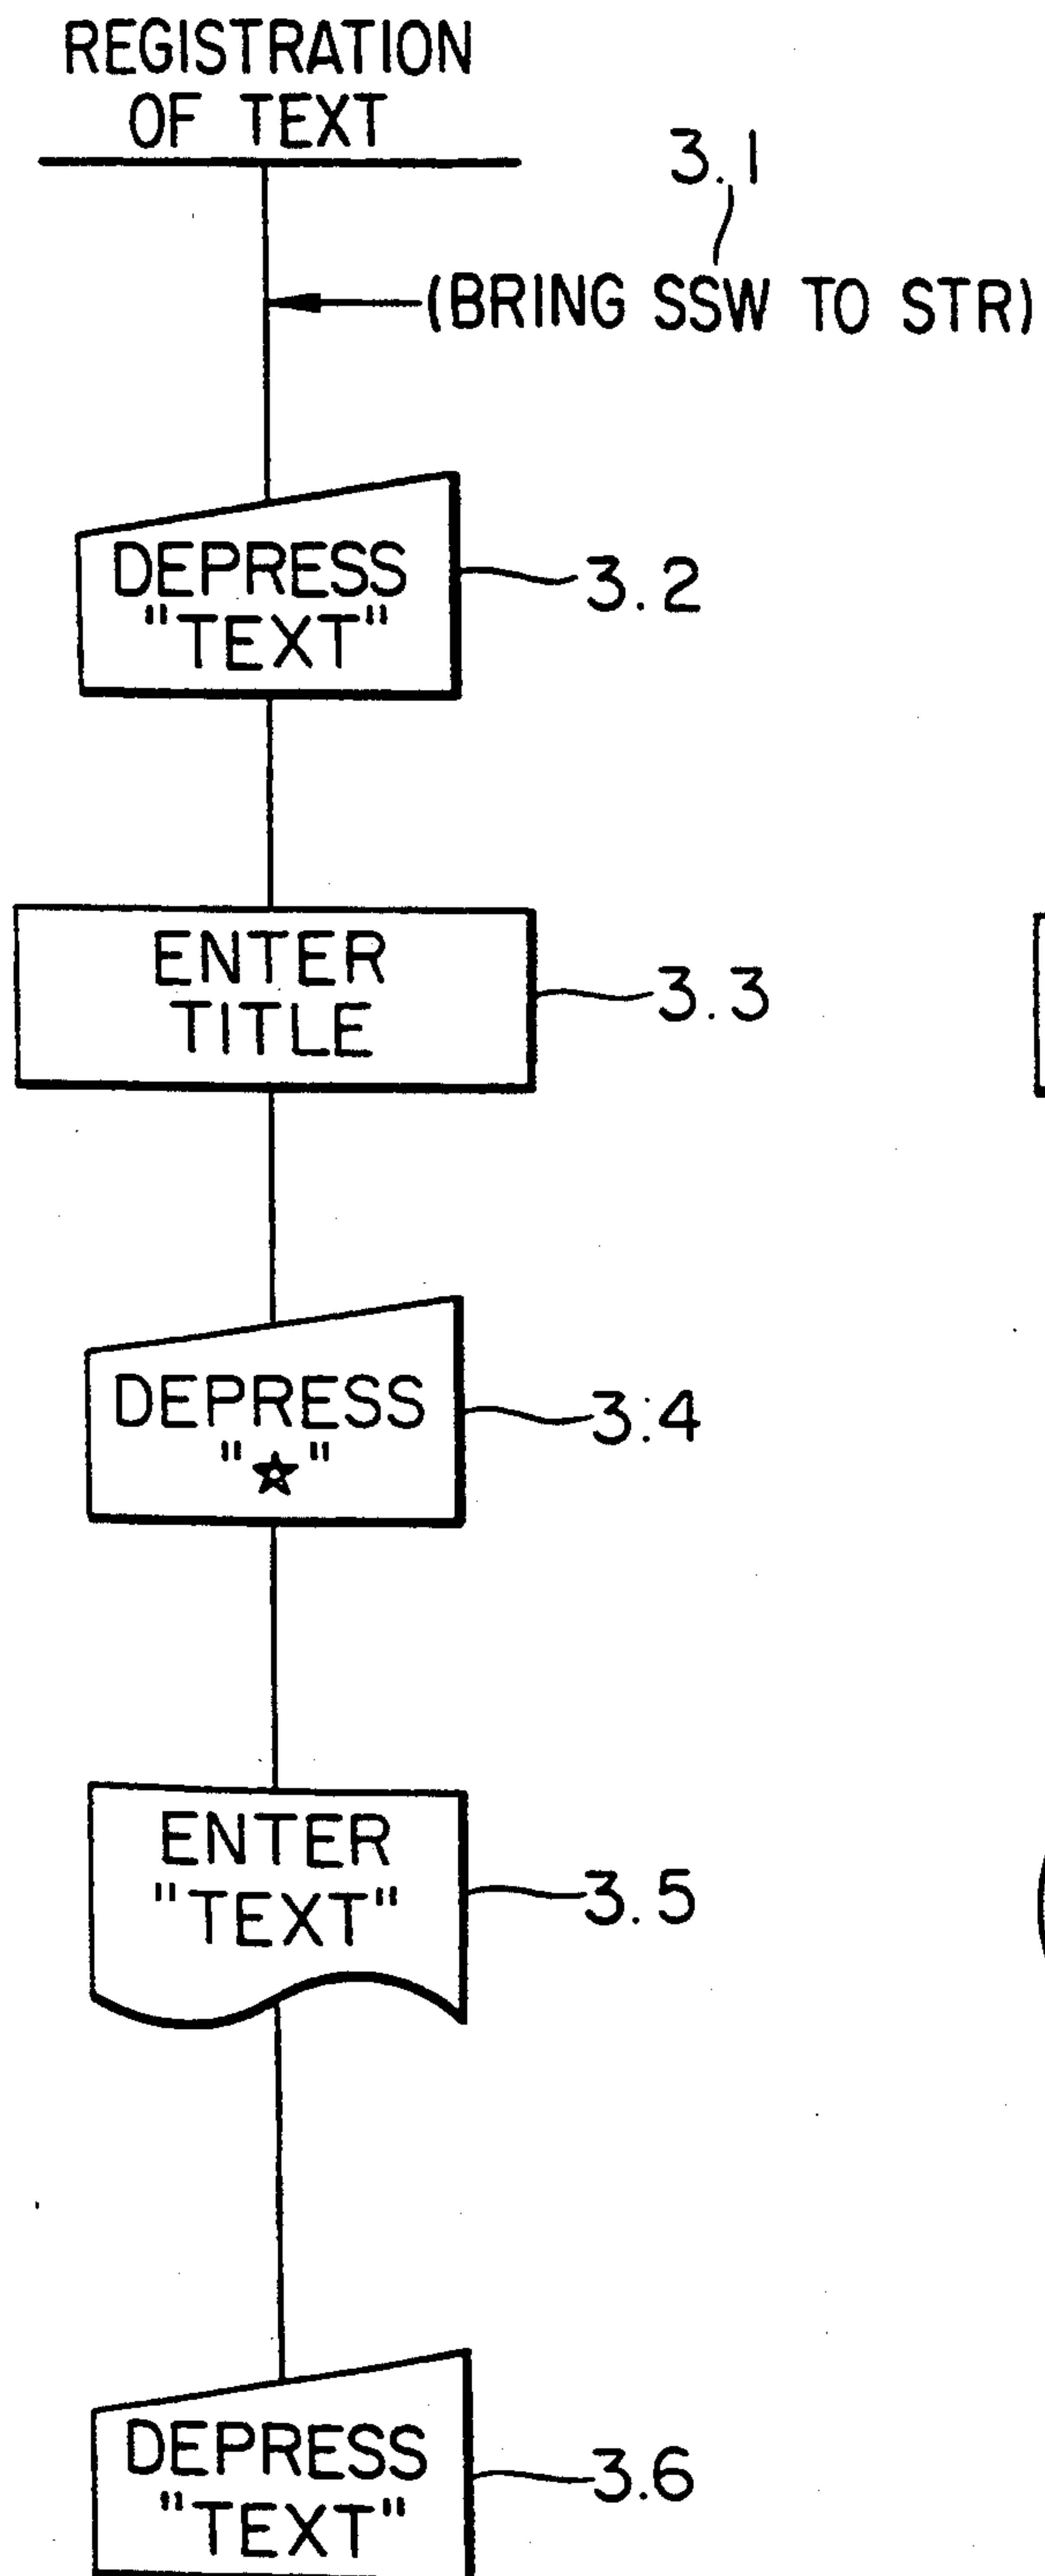 REGISTRATION
OF TEXT
3.1
(BRING SSW TO STR)
DEPRESS
"TEXT"
3.2
ENTER
TITLE
3.3
DEPRESS
"☆"
3.4
ENTER
"TEXT"
3.5
DEPRESS
"TEXT"
3.6